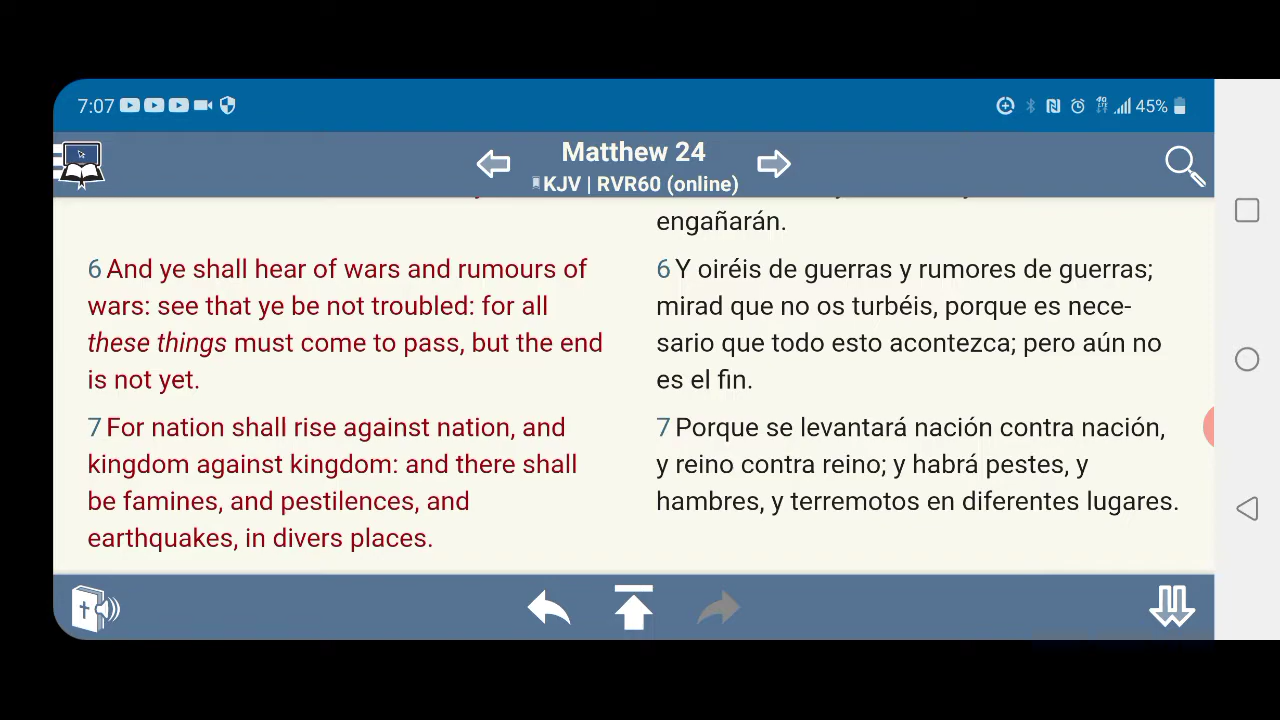 7:07
45%
Matthew 24
KJV | RVR60 (online)
engañarán.
6 And ye shall hear of wars and rumours of
wars: see that ye be not troubled: for all
these things must come to pass, but the end
is not yet.
7 For nation shall rise against nation, and
kingdom against kingdom: and there shall
be famines, and pestilences, and
earthquakes, in divers places.
6 Y oiréis de guerras y rumores de guerras;
mirad que no os turbéis, porque es nece-
sario que todo esto acontezca; pero aún no
es el fin.
7 Porque se levantará nación contra nación,
y reino contra reino; y habrá pestes, y
hambres, y terremotos en diferentes lugares.